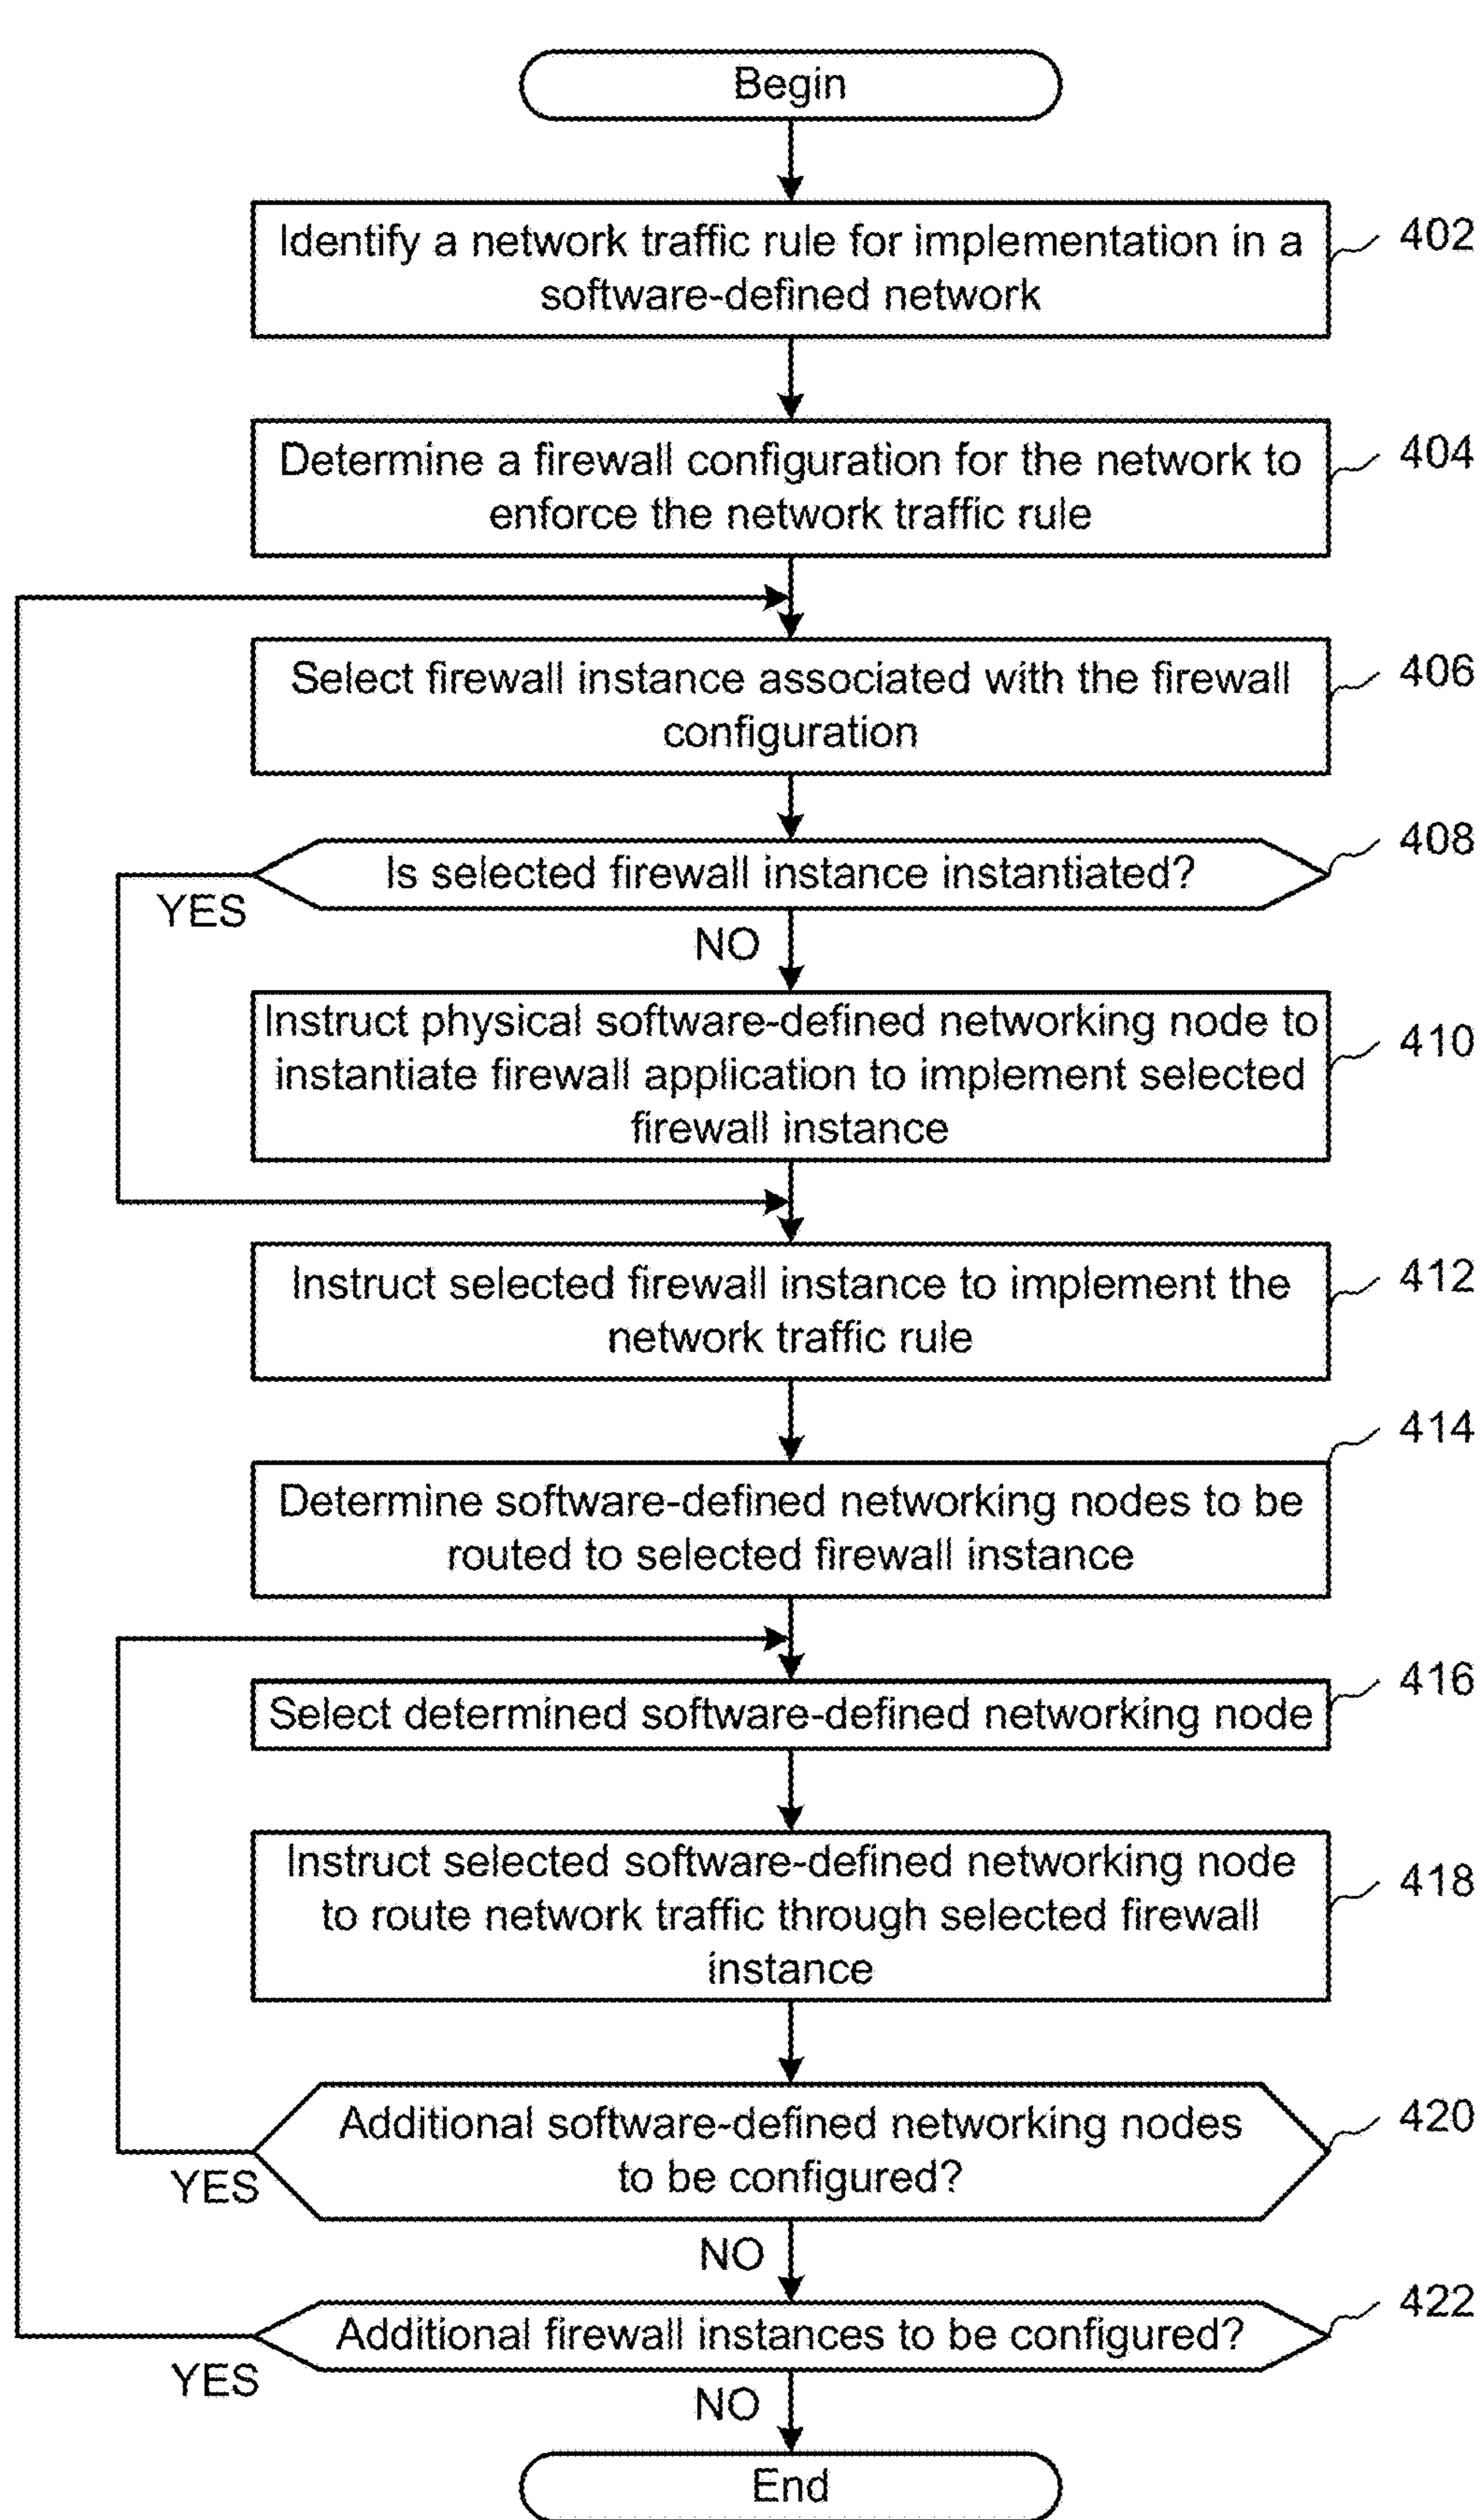 Begin
Identify a network traffic rule for implementation in a
software-defined network
402
Determine a firewall configuration for the network to
enforce the network traffic rule
404
Select firewall instance associated with the firewall
configuration
406
Is selected firewall instance instantiated?
408
YES
NO
Instruct physical software-defined networking node to
instantiate firewall application to implement selected
firewall instance
410
Instruct selected firewall instance to implement the
network traffic rule
412
Determine software-defined networking nodes to be
routed to selected firewall instance
414
Select determined software-defined networking node
416
Instruct selected software-defined networking node
to route network traffic through selected firewall
instance
418
Additional software-defined networking nodes
to be configured?
420
YES
NO
Additional firewall instances to be configured?
422
YES
NO
End